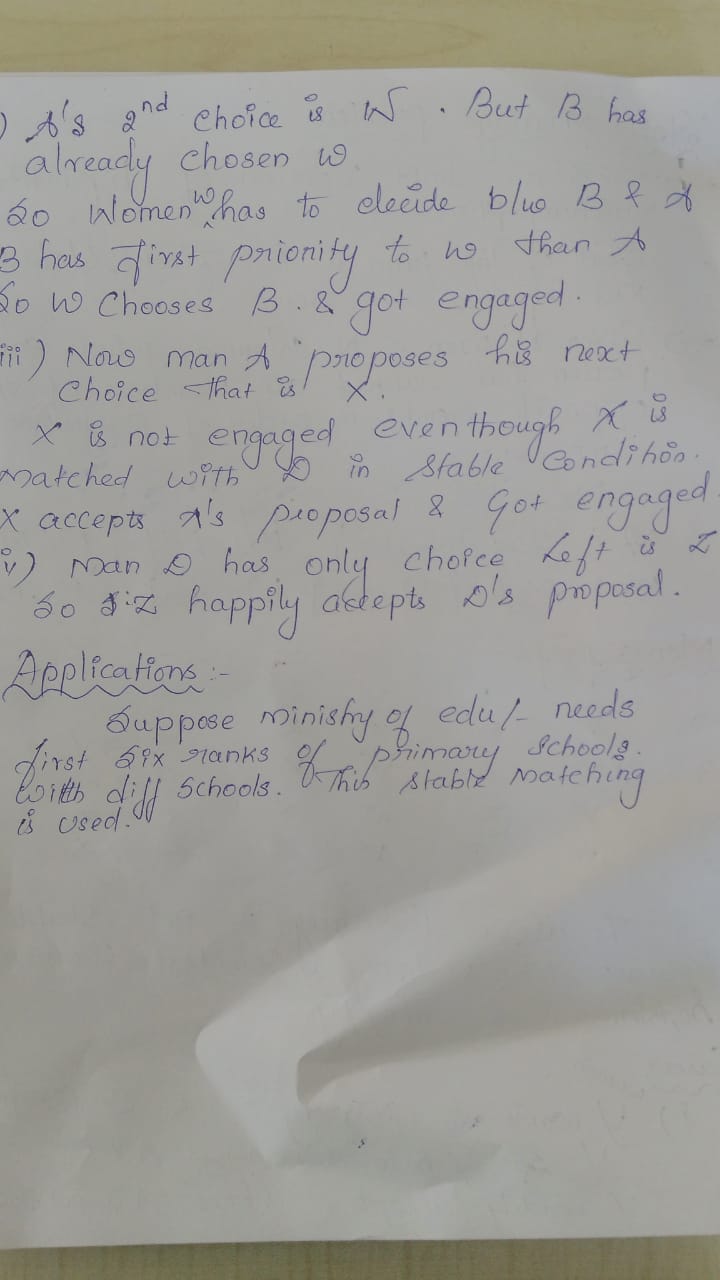 ) A's 2nd choice is W. But B has
already chosen W
So Women W has to decide b/w B & A
B has first priority to W than A
So W Chooses B. & got engaged.
iii) Now man A proposes his next
Choice that is X.
X is not engaged eventhough X is
matched with D in Stable Condition.
X accepts A's proposal & Got engaged.
iv) Man D has only choice Left is Z
So Z happily accepts D's proposal.
Applications :-
Suppose ministry of edu/- needs
first Six ranks of primary Schools.
With diff Schools. This Stable Matching
is used.